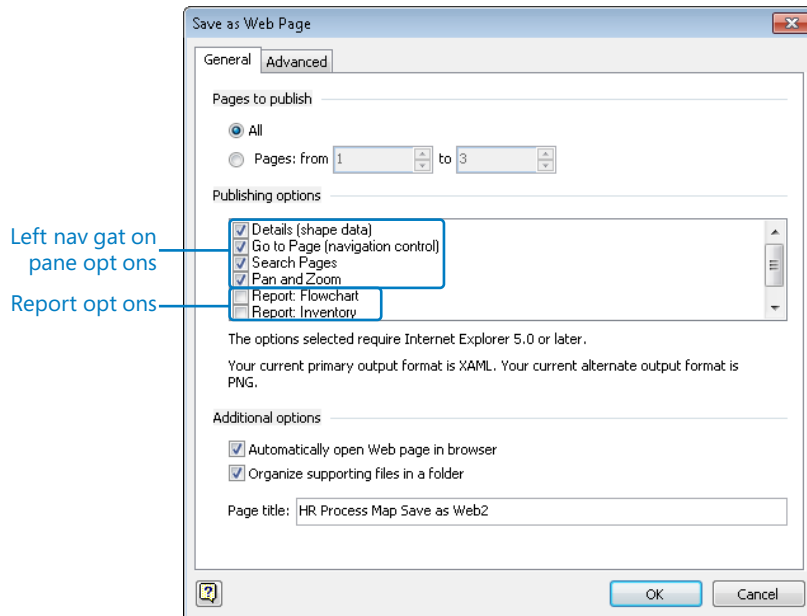 Save as Web Page
General
Advanced
Pages to publish
All
Pages: from 1 to 3
Publishing options
Left nav gat on
pane opt ons
Details (shape data)
Go to Page (navigation control)
Search Pages
Pan and Zoom
Report opt ons
Report: Flowchart
Report: Inventory
The options selected require Internet Explorer 5.0 or later.
Your current primary output format is XAML. Your current alternate output format is
PNG.
Additional options
Automatically open Web page in browser
Organize supporting files in a folder
Page title: HR Process Map Save as Web2
OK
Cancel